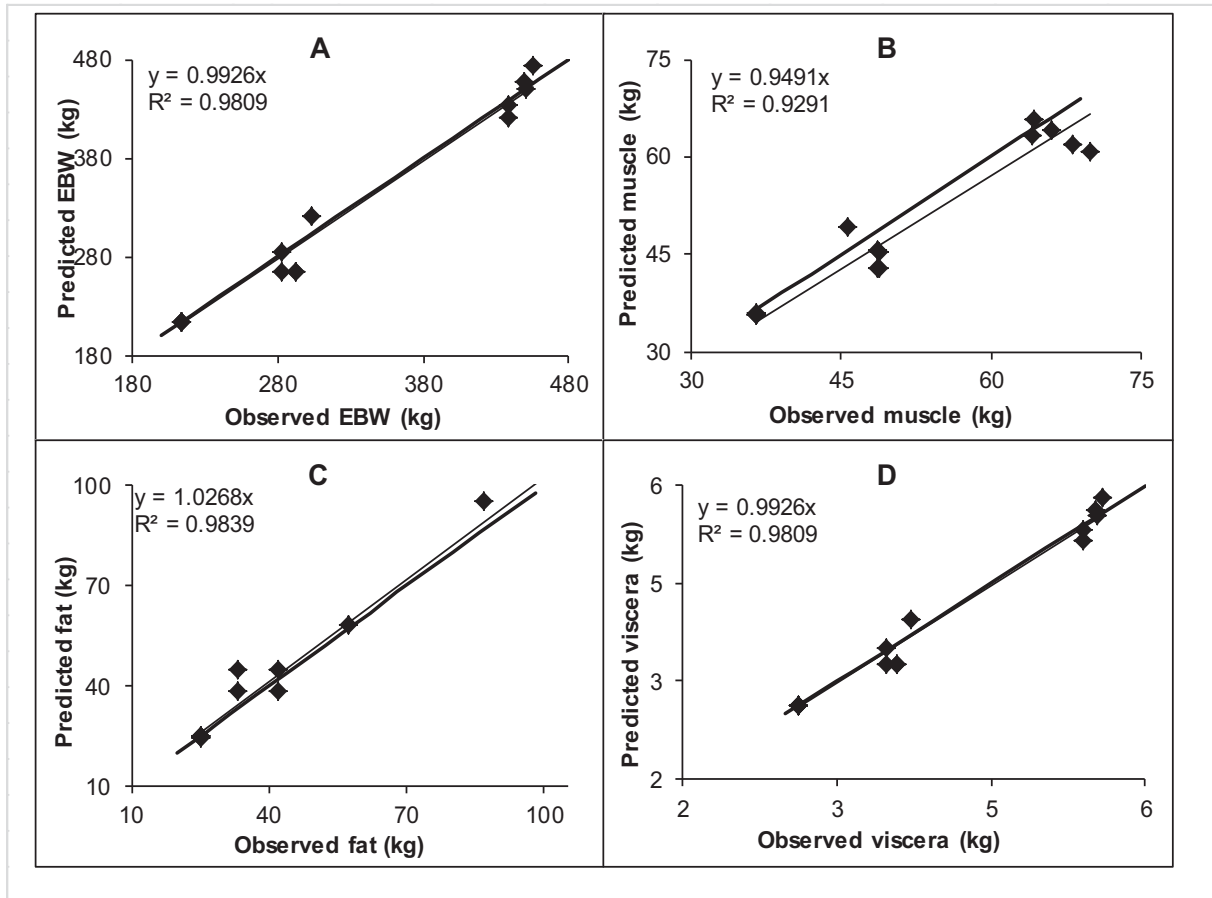 A
y = 0.9926x
R² = 0.9809
Predicted EBW (kg)
480
380
280
180
180 280 380 480
Observed EBW (kg)
B
y = 0.9491x
R² = 0.9291
Predicted muscle (kg)
75
60
45
30
30 45 60 75
Observed muscle (kg)
C
y = 1.0268x
R² = 0.9839
Predicted fat (kg)
100
70
40
10
10 40 70 100
Observed fat (kg)
D
y = 0.9926x
R² = 0.9809
Predicted viscera (kg)
6
5
3
2
2 3 5 6
Observed viscera (kg)